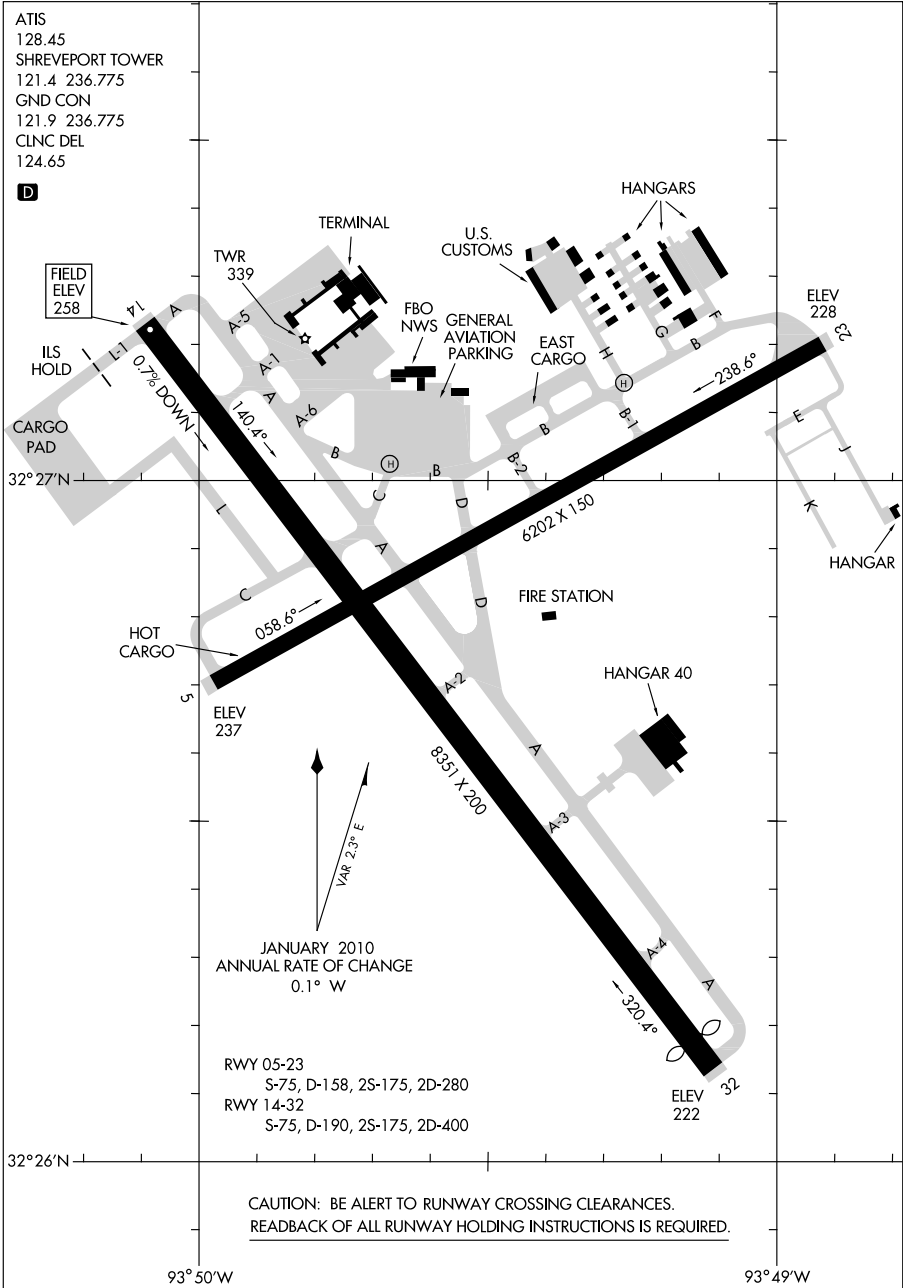 ATIS
128.45
SHREVEPORT TOWER
121.4 236.775
GND CON
121.9 236.775
CLNC DEL
124.65
D
HANGARS
TERMINAL
U.S.
CUSTOMS
TWR
339
FIELD
ELEV
258
14
A
A-5
FBO
NWS
GENERAL
AVIATION
PARKING
EAST
CARGO
F
G
B
H
ELEV
228
23
ILS
HOLD
L-1
0.7% DOWN
A-1
A
A-6
140.4°
238.6°
H
B-1
B
B-2
E
J
K
CARGO
PAD
B
H
B
C
D
32°27'N
L
A
6202 X 150
HANGAR
C
058.6°
D
FIRE STATION
HOT
CARGO
5
ELEV
237
A-2
HANGAR 40
A
8351 X 200
A-3
VAR 2.3° E
JANUARY 2010
ANNUAL RATE OF CHANGE
0.1° W
A-4
A
320.4°
32
ELEV
222
RWY 05-23
S-75, D-158, 2S-175, 2D-280
RWY 14-32
S-75, D-190, 2S-175, 2D-400
32°26'N
CAUTION: BE ALERT TO RUNWAY CROSSING CLEARANCES.
READBACK OF ALL RUNWAY HOLDING INSTRUCTIONS IS REQUIRED.
93°50'W
93°49'W